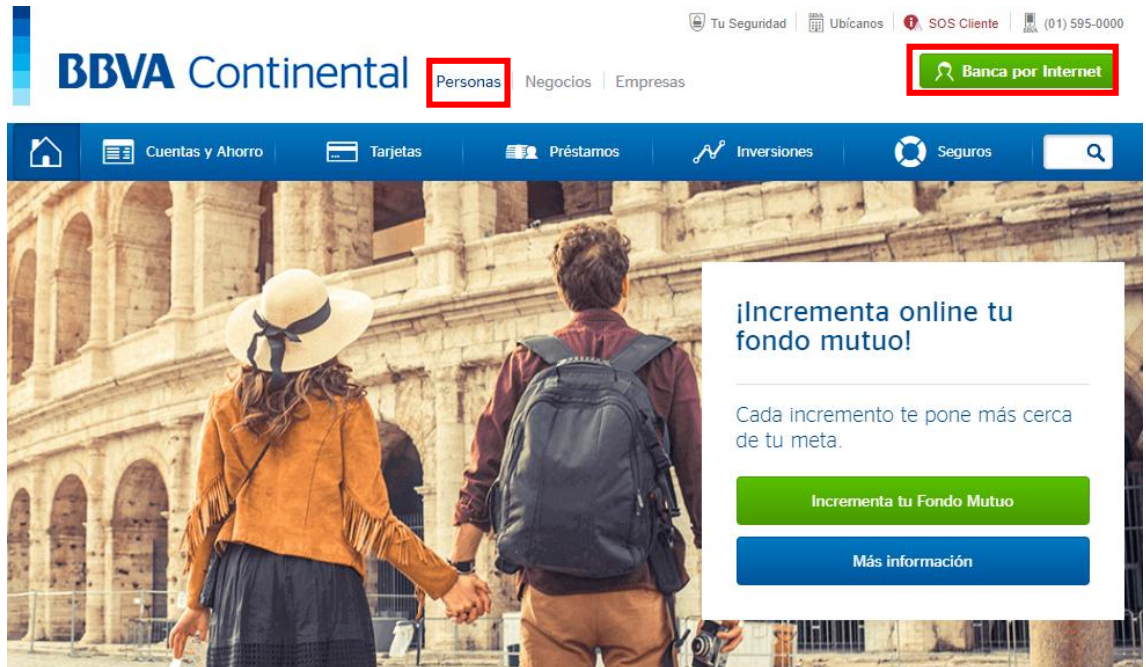 Tu Seguridad Ubícanos SOS Cliente (01) 595-0000
BBVA Continental Personas Negocios Empresas Banca por Internet
Cuentas y Ahorro Tarjetas Préstamos Inversiones Seguros
¡Incrementa online tu
fondo mutuo!
Cada incremento te pone más cerca
de tu meta.
Incrementa tu Fondo Mutuo
Más información